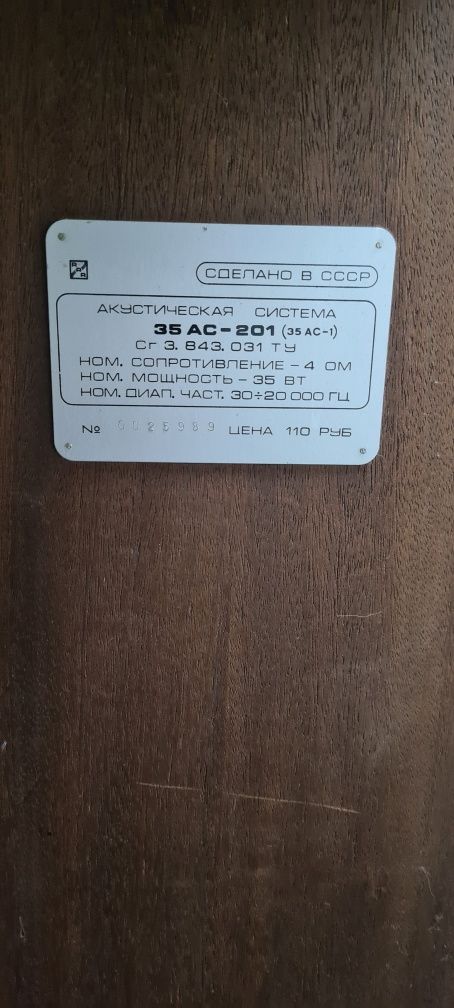 СДЕЛАНО В СССР
АКУСТИЧЕСКАЯ СИСТЕМА
35 АС-201 (35 АС-1)
Сг 3. 843. 031 ТУ
НОМ. СОПРОТИВЛЕНИЕ - 4 ОМ
НОМ. МОЩНОСТЬ - 35 ВТ
НОМ. ДИАП. ЧАСТ. 30÷20 000 ГЦ
№ ЦЕНА 110 РУБ